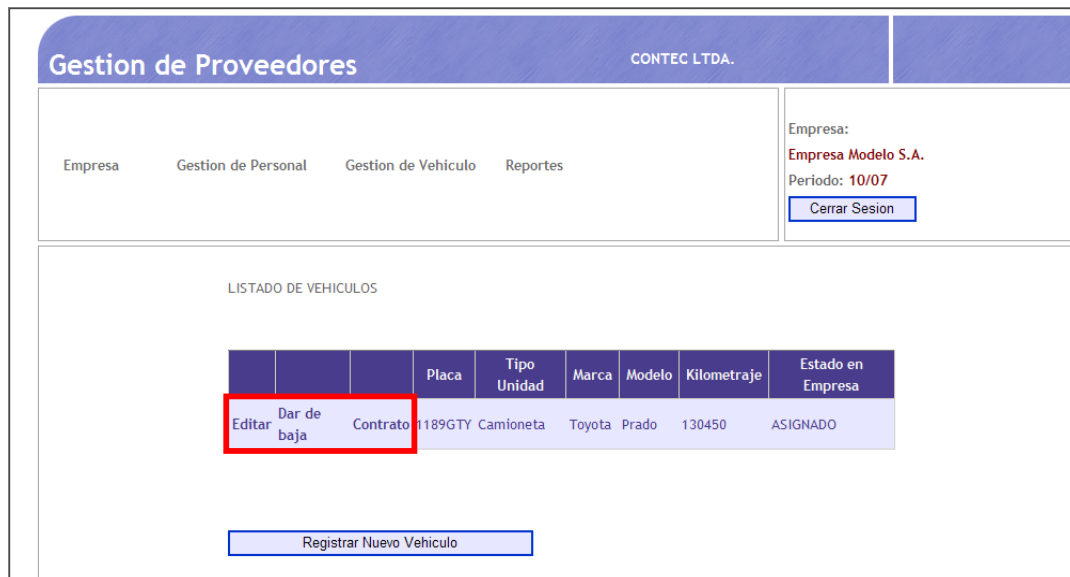 Gestion de Proveedores
CONTEC LTDA.
Empresa
Gestion de Personal
Gestion de Vehiculo
Reportes
Empresa:
Empresa Modelo S.A.
Periodo: 10/07
Cerrar Sesion
LISTADO DE VEHICULOS
Placa Tipo Unidad Marca Modelo Kilometraje Estado en Empresa
Editar Dar de baja Contrato 1189GTY Camioneta Toyota Prado 130450 ASIGNADO
Registrar Nuevo Vehiculo